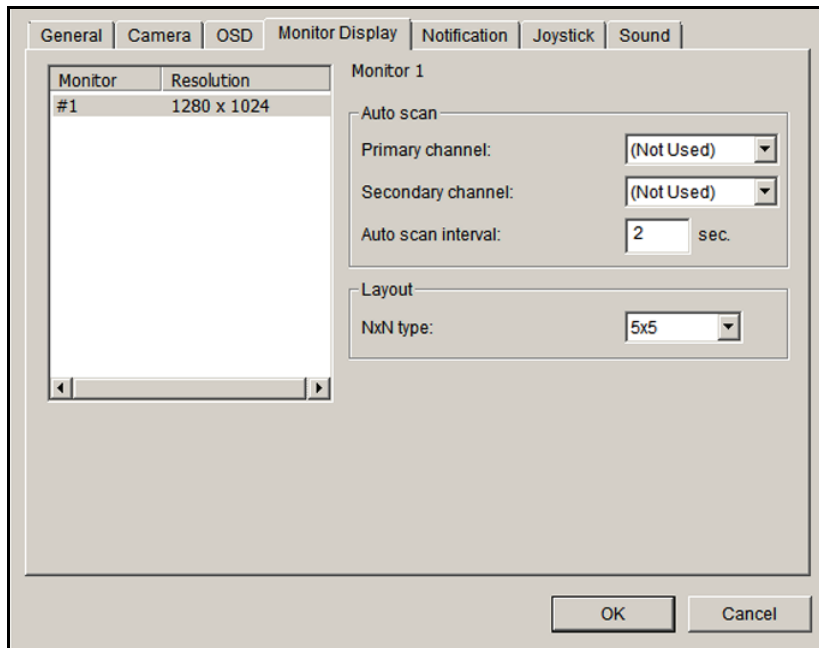 General Camera OSD Monitor Display Notification Joystick Sound
Monitor Resolution
#1 1280 x 1024
Monitor 1
Auto scan
Primary channel: (Not Used)
Secondary channel: (Not Used)
Auto scan interval: 2 sec.
Layout
NxN type: 5x5
OK Cancel